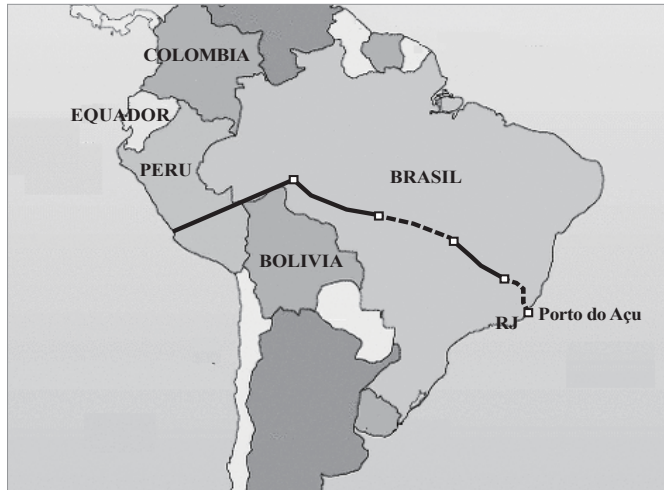 COLOMBIA
EQUADOR
PERU
BRASIL
BOLIVIA
RJ
Porto do Açu